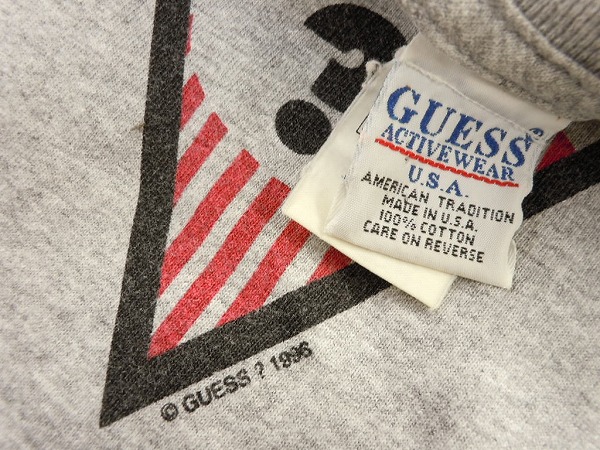 GUESS?
ACTIVEWEAR
U.S.A.
AMERICAN TRADITION
MADE IN U.S.A.
100% COTTON
CARE ON REVERSE
© GUESS ? 1996